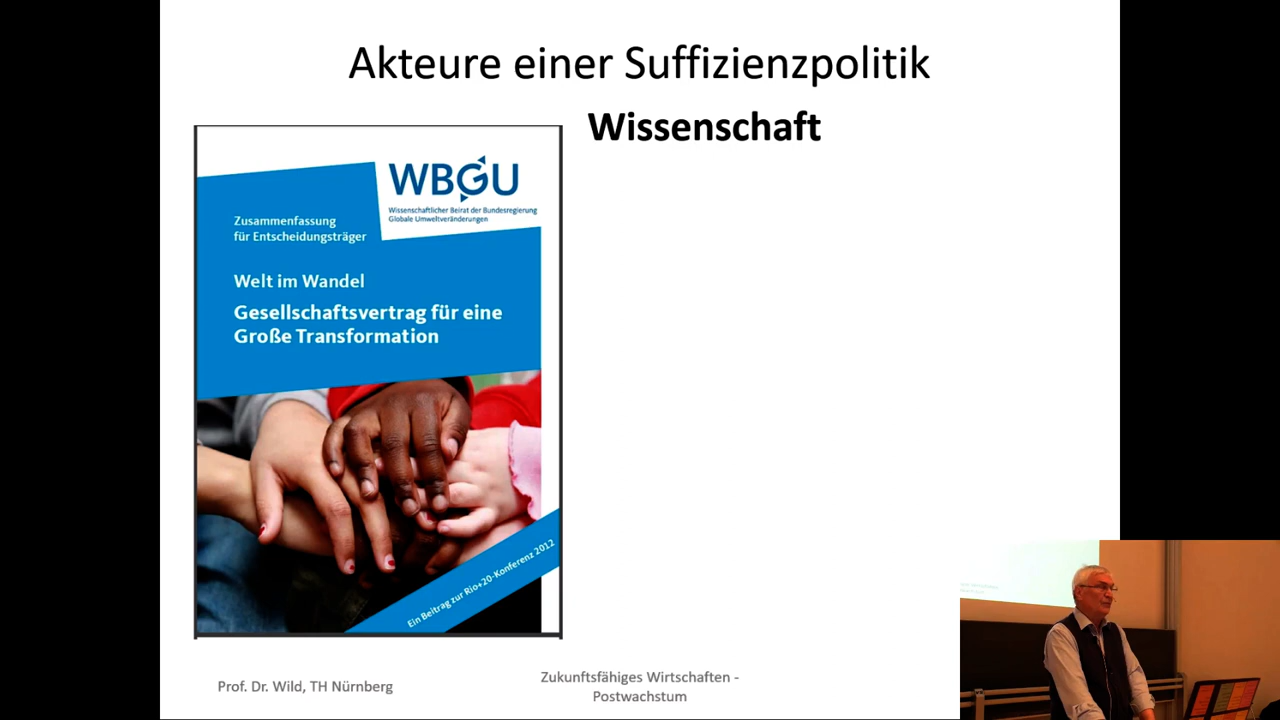 Akteure einer Suffizienzpolitik
Wissenschaft
WBGU
Wissenschaftlicher Beirat der Bundesregierung
Globale Umweltveränderungen
Zusammenfassung
für Entscheidungsträger
Welt im Wandel
Gesellschaftsvertrag für eine
Große Transformation
Ein Beitrag zur Rio+20-Konferenz 2012
Prof. Dr. Wild, TH Nürnberg
Zukunftsfähiges Wirtschaften -
Postwachstum